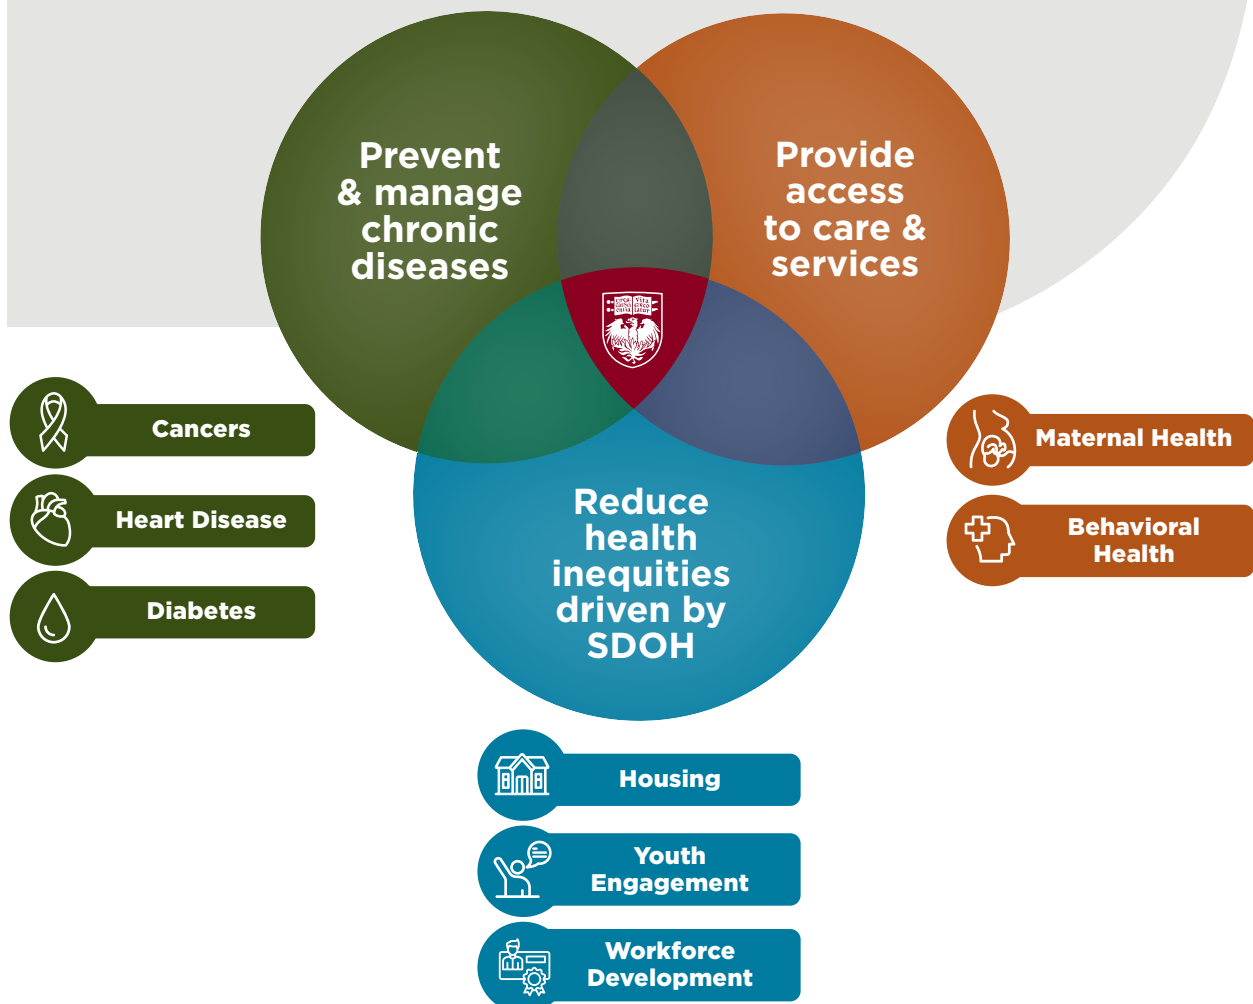 Prevent
& manage
chronic
diseases
Provide
access
to care &
services
Reduce
health
inequities
driven by
SDOH
Cancers
Heart Disease
Diabetes
Maternal Health
Behavioral
Health
Housing
Youth
Engagement
Workforce
Development